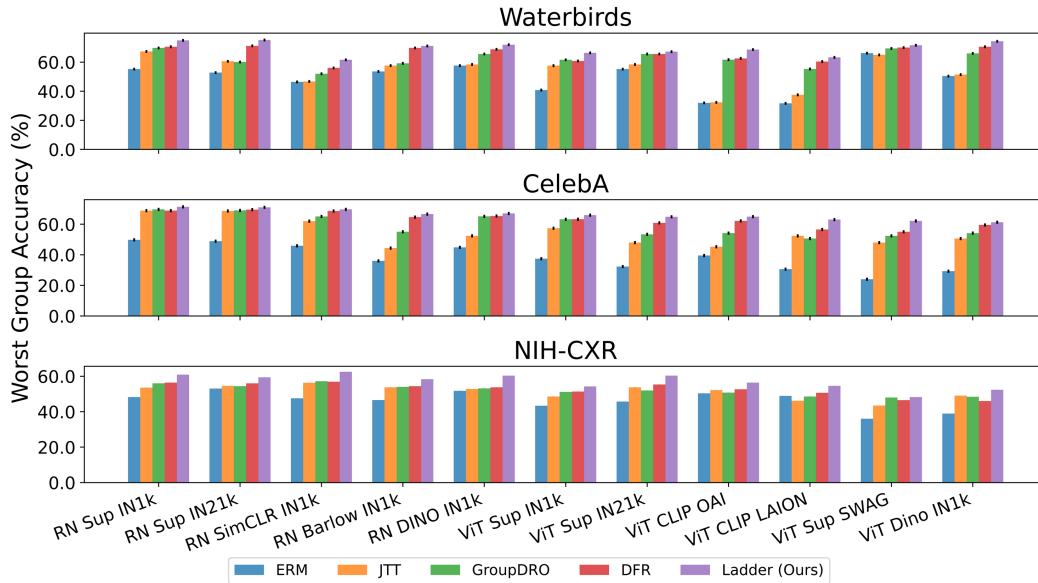 Waterbirds
60.0
40.0
20.0
0.0
CelebA
60.0
40.0
20.0
0.0
NIH-CXR
60.0
40.0
20.0
0.0
Worst Group Accuracy (%)
RN Sup IN1k
RN Sup IN21k
RN SimCLR IN1k
RN Barlow IN1k
RN DINO IN1k
ViT Sup IN1k
ViT Sup IN21k
ViT CLIP OAI
ViT CLIP LAION
ViT Sup SWAG
ViT Dino IN1k
ERM JTT GroupDRO DFR Ladder (Ours)